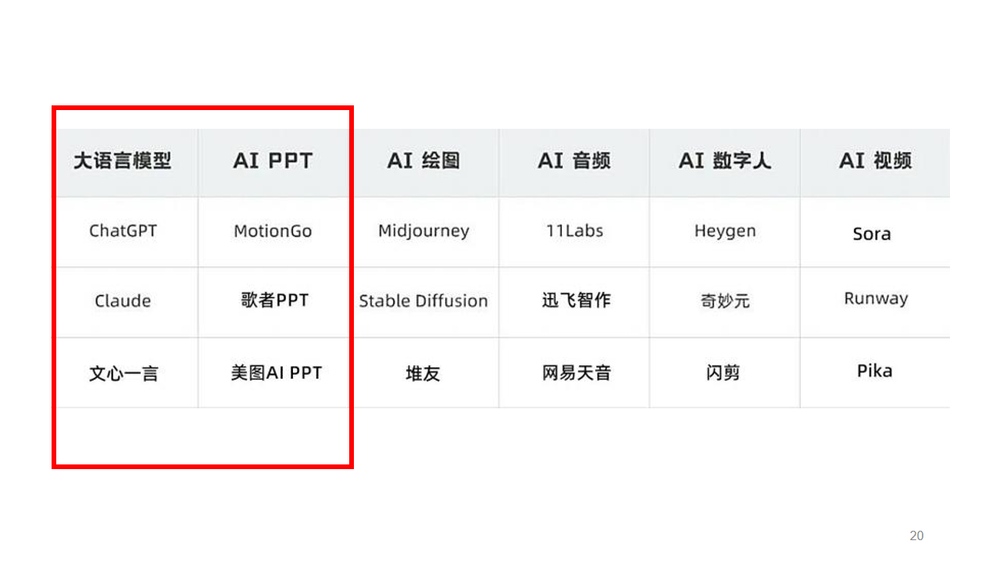 大语言模型 AI PPT AI 绘图 AI 音频 AI 数字人 AI 视频
ChatGPT MotionGo Midjourney 11Labs Heygen Sora
Claude 歌者PPT Stable Diffusion 迅飞智作 奇妙元 Runway
文心一言 美图AI PPT 堆友 网易天音 闪剪 Pika
20